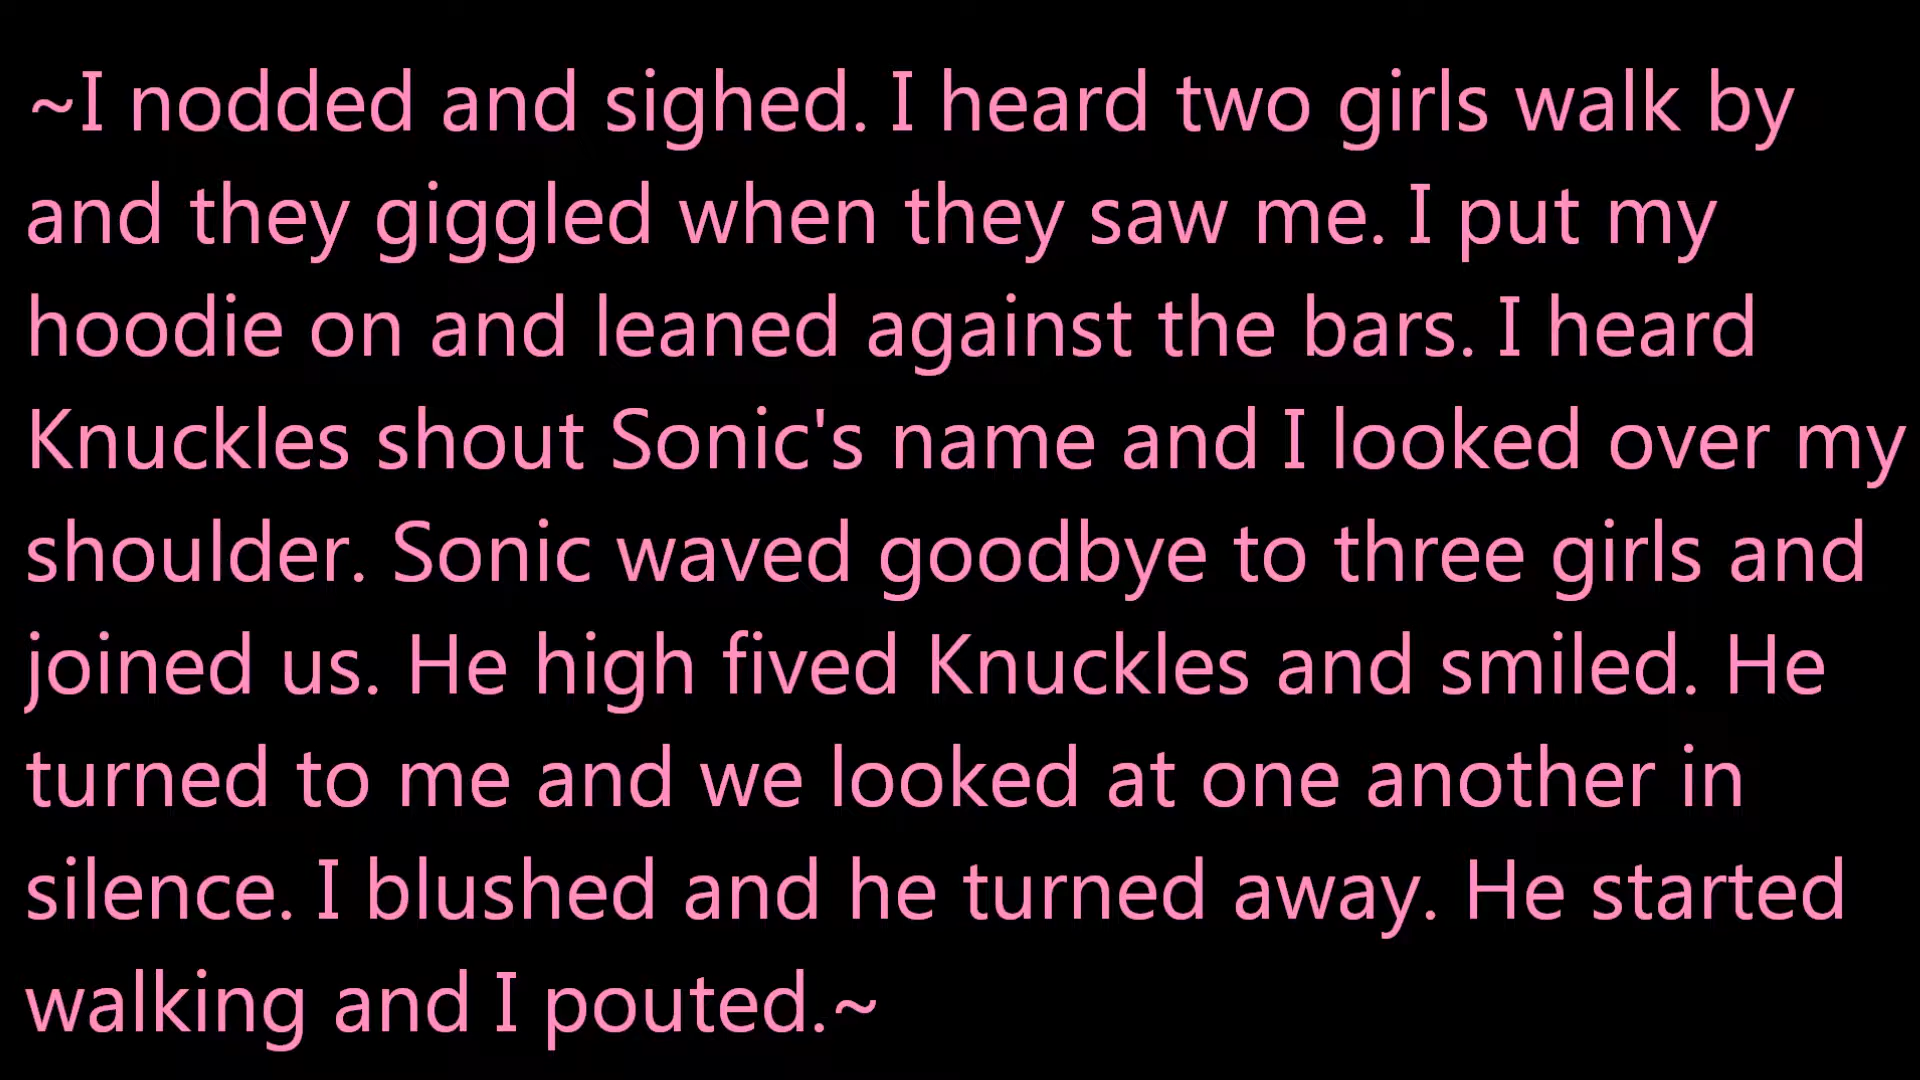 ~I nodded and sighed. I heard two girls walk by
and they giggled when they saw me. I put my
hoodie on and leaned against the bars. I heard
Knuckles shout Sonic's name and I looked over my
shoulder. Sonic waved goodbye to three girls and
joined us. He high fived Knuckles and smiled. He
turned to me and we looked at one another in
silence. I blushed and he turned away. He started
walking and I pouted.~